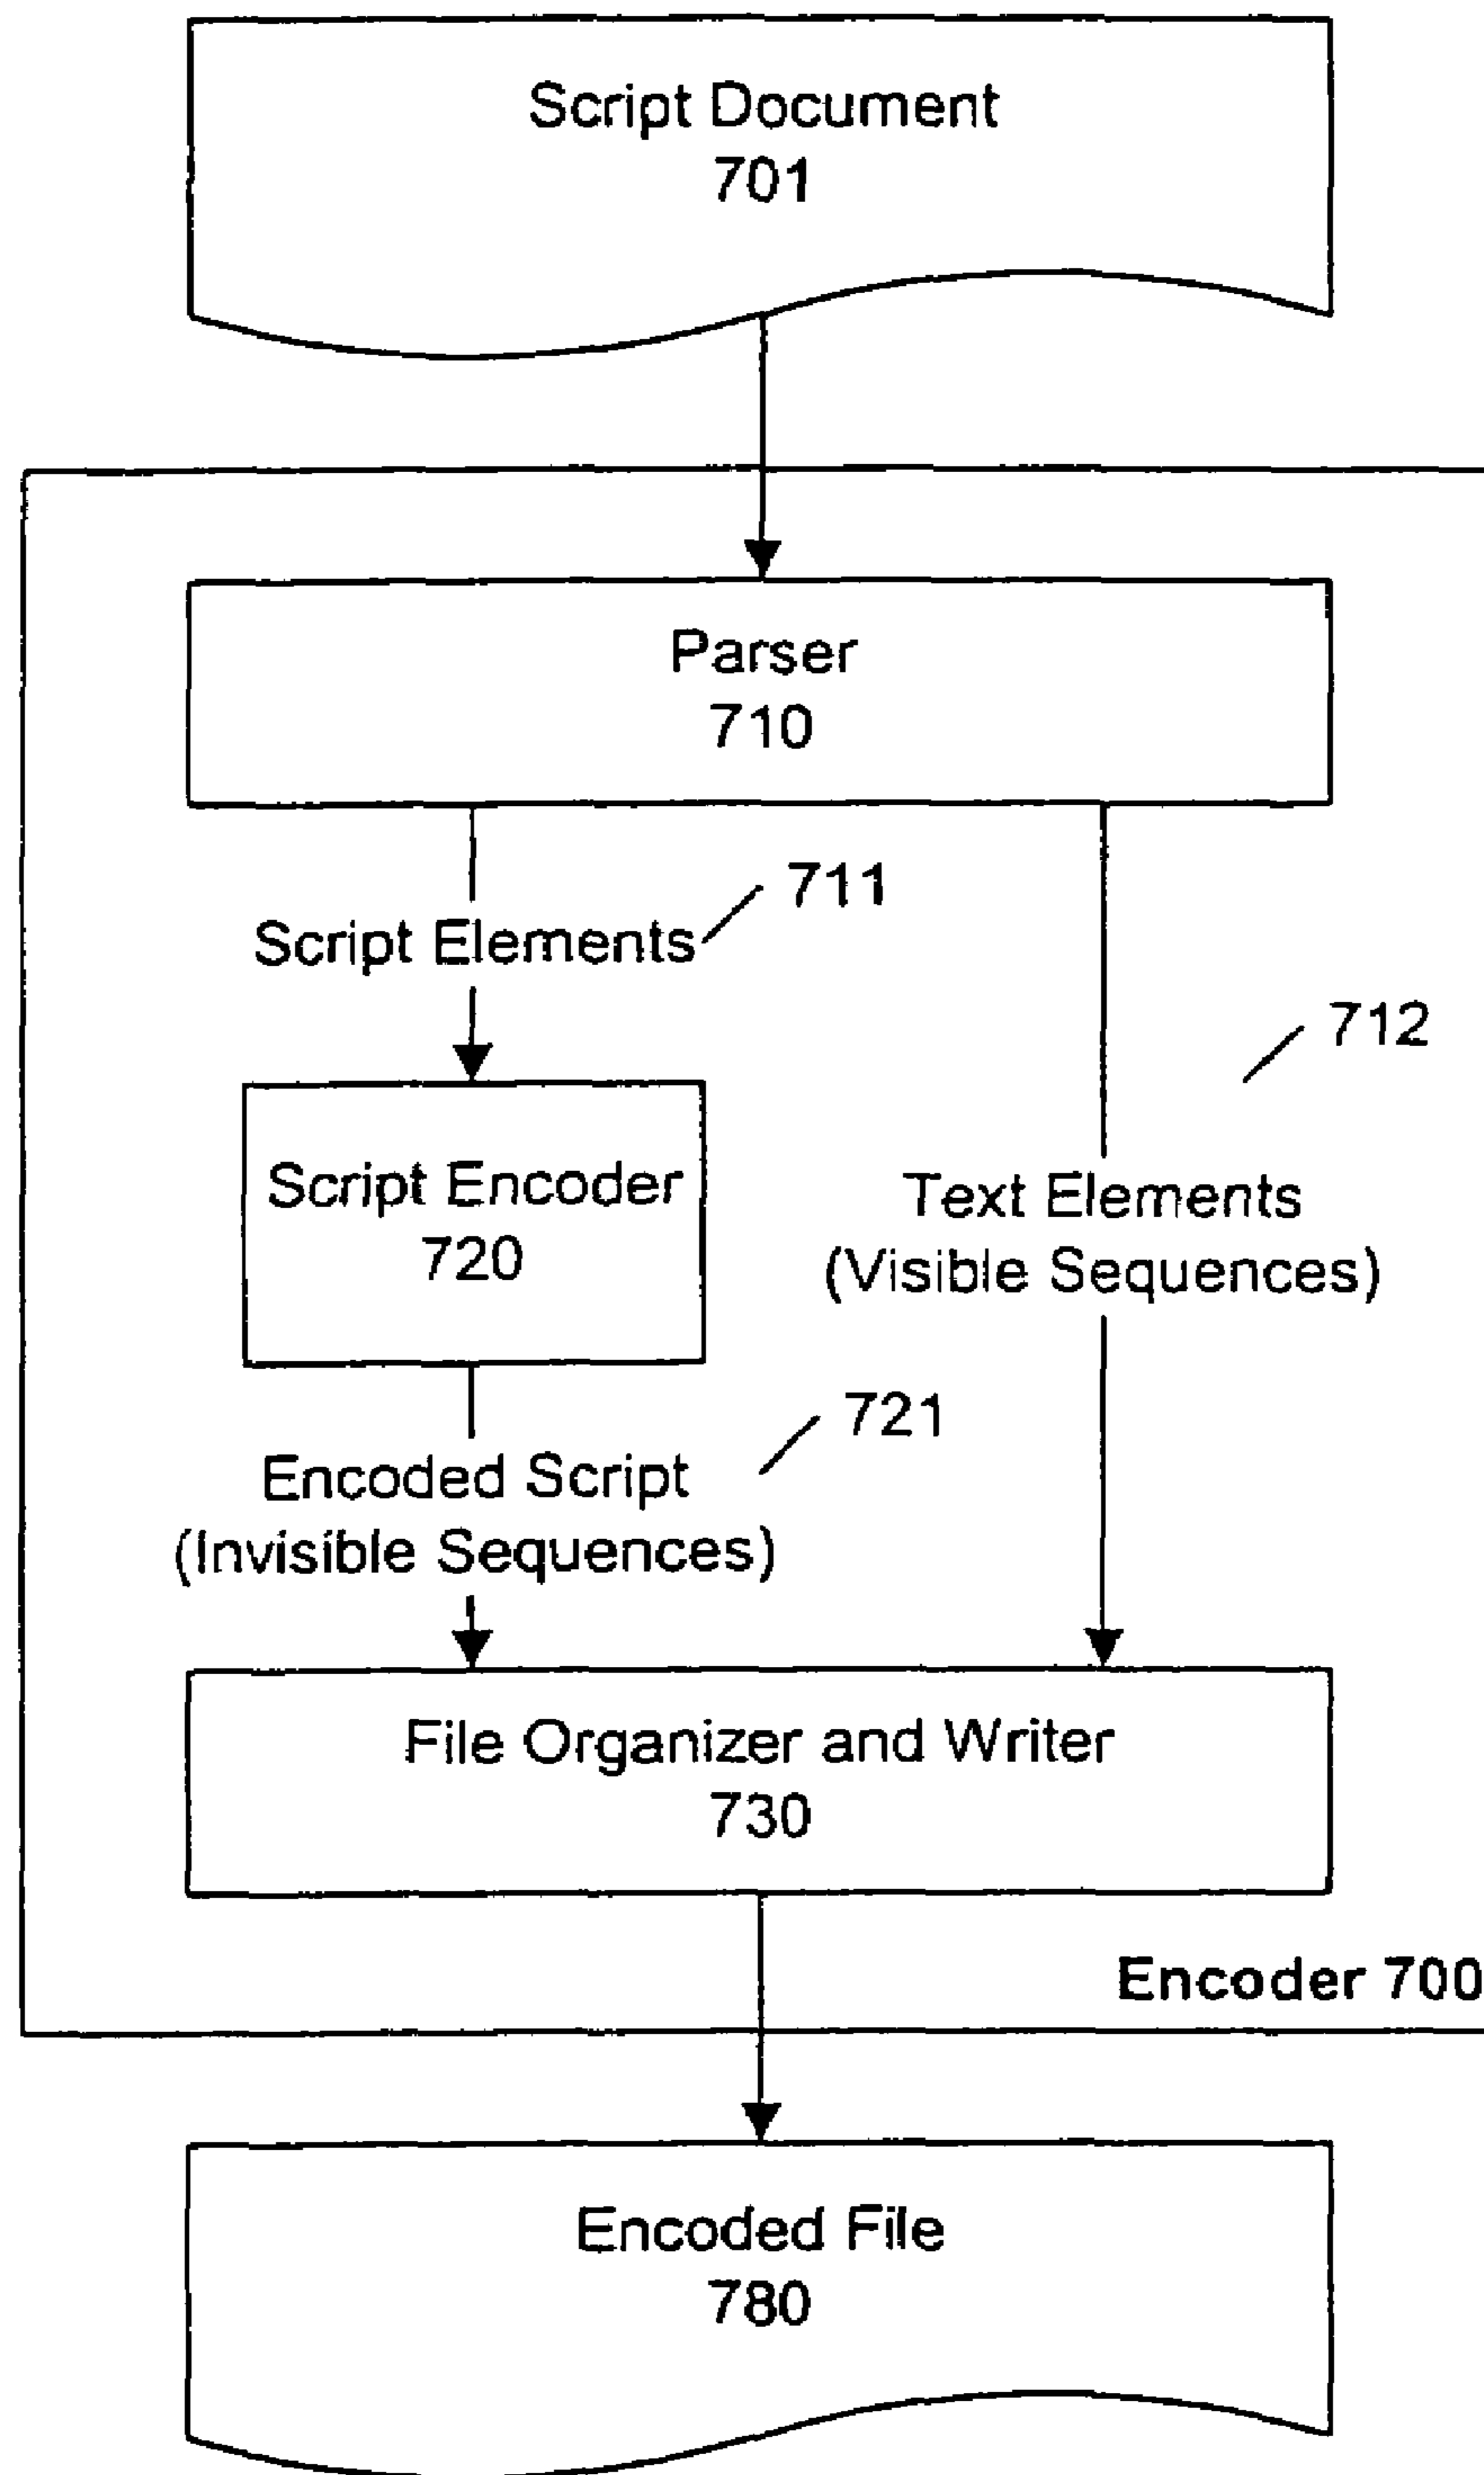 Script Document
701
Parser
710
711
Script Elements
712
Script Encoder
720
Text Elements
(Visible Sequences)
721
Encoded Script
(Invisible Sequences)
File Organizer and Writer
730
Encoder 700
Encoded File
780